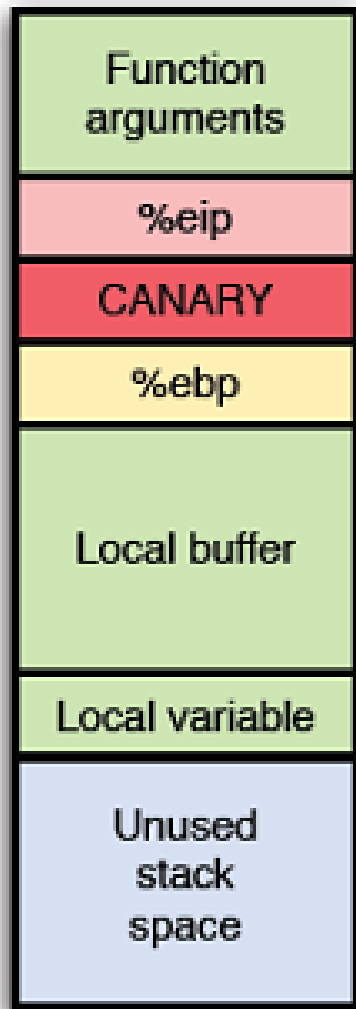 Function
arguments
%eip
CANARY
%ebp
Local buffer
Local variable
Unused
stack
space